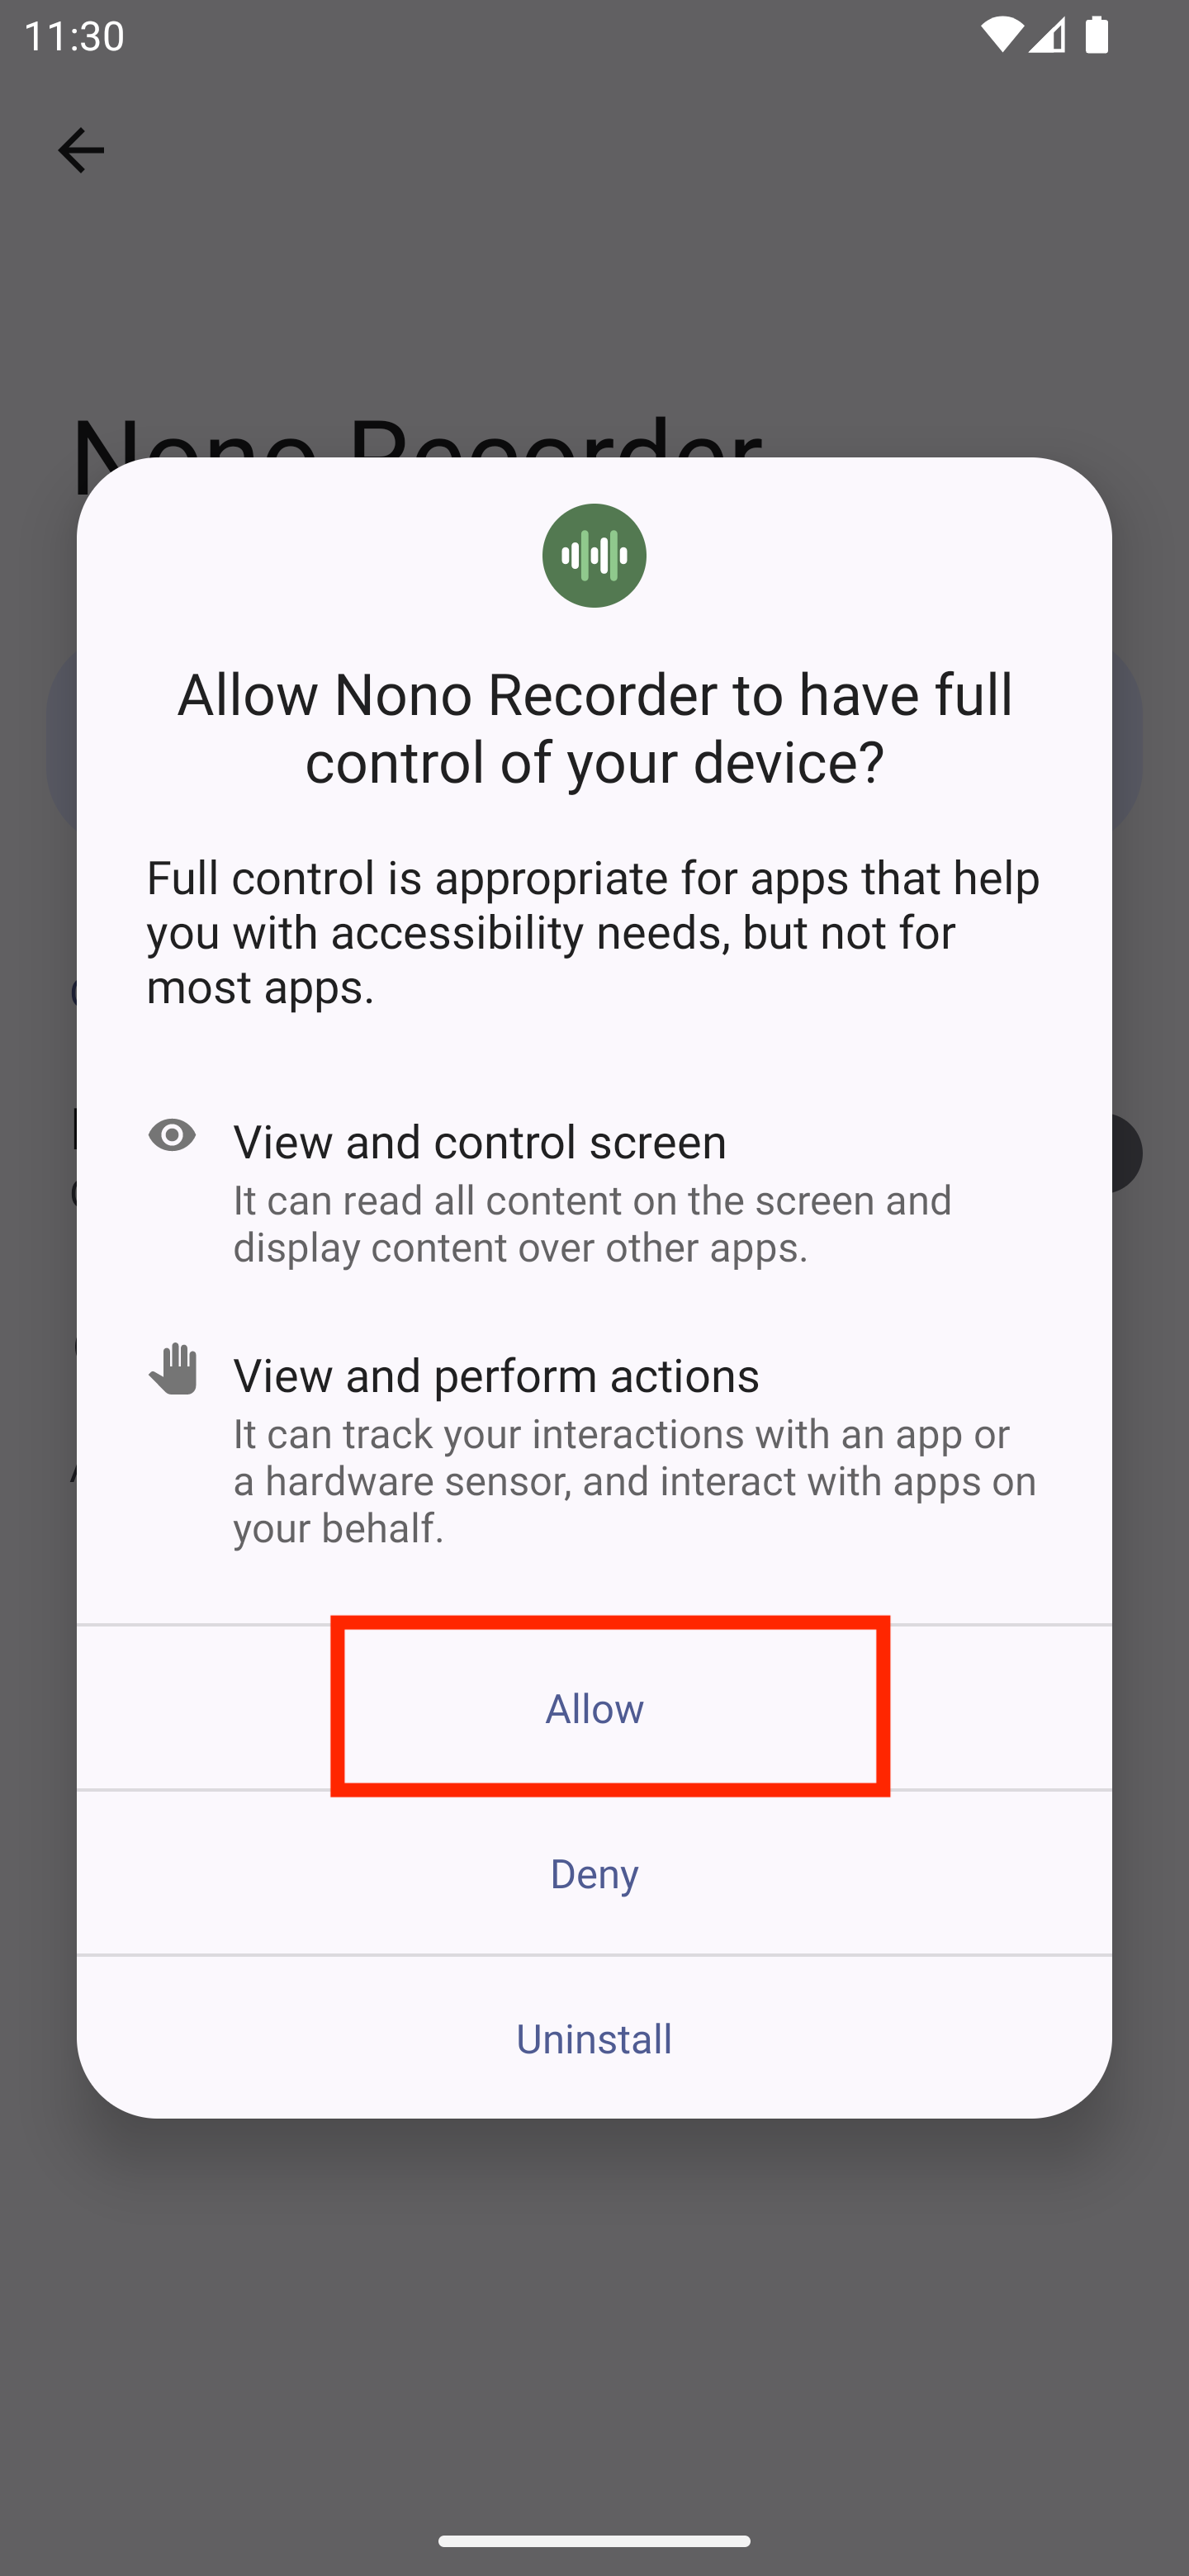 11:30
Nono Recorder
Allow Nono Recorder to have full
control of your device?
Full control is appropriate for apps that help
you with accessibility needs, but not for
most apps.
View and control screen
It can read all content on the screen and
display content over other apps.
View and perform actions
It can track your interactions with an app or
a hardware sensor, and interact with apps on
your behalf.
Allow
Deny
Uninstall